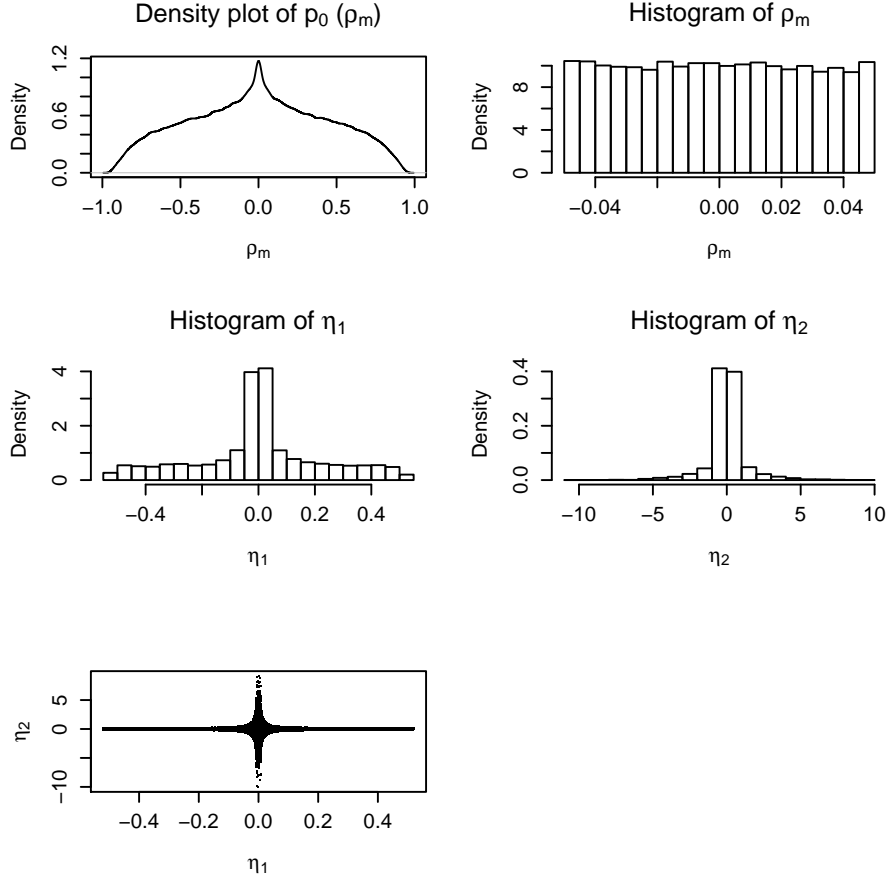 Density plot of p₀ (ρₘ)
Density
0.0 0.6 1.2
−1.0 −0.5 0.0 0.5 1.0
ρₘ
Histogram of ρₘ
Density
0 4 8
−0.04 0.00 0.02 0.04
ρₘ
Histogram of η₁
Density
0 2 4
−0.4 0.0 0.2 0.4
η₁
Histogram of η₂
Density
0.0 0.2 0.4
−10 −5 0 5 10
η₂
η₂
−10 0 5
−0.4 −0.2 0.0 0.2 0.4
η₁